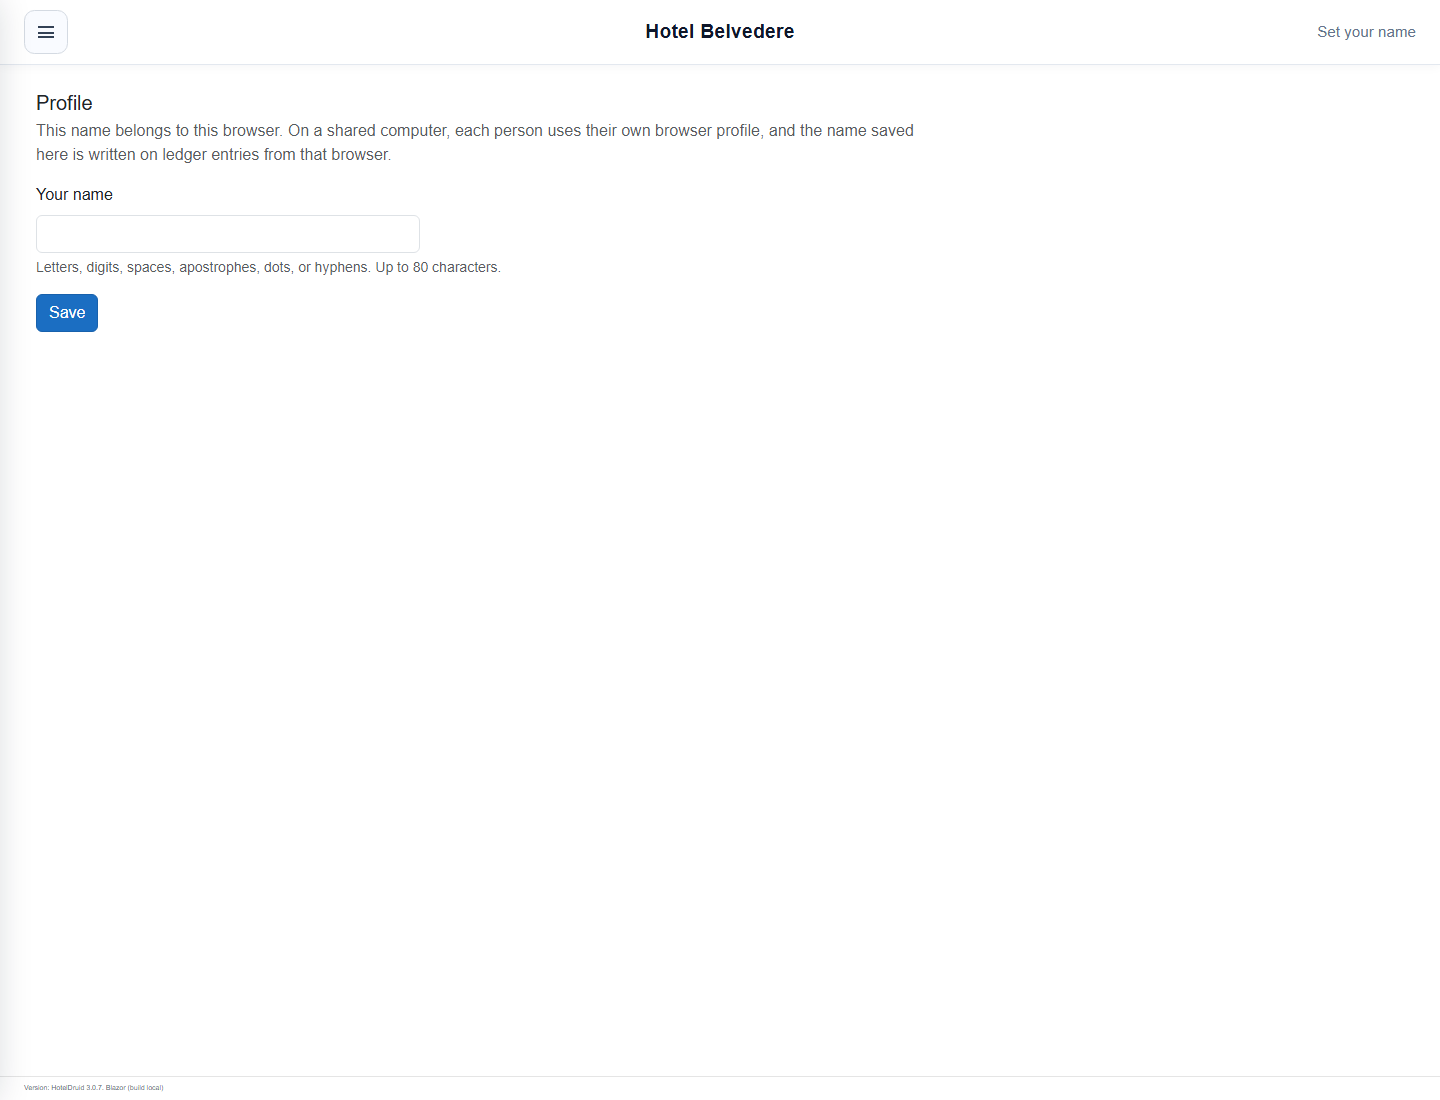 Hotel Belvedere
Set your name
Profile
This name belongs to this browser. On a shared computer, each person uses their own browser profile, and the name saved
here is written on ledger entries from that browser.
Your name
Letters, digits, spaces, apostrophes, dots, or hyphens. Up to 80 characters.
Save
Version: HotelDruid 3.0.7. Blazor (build local)